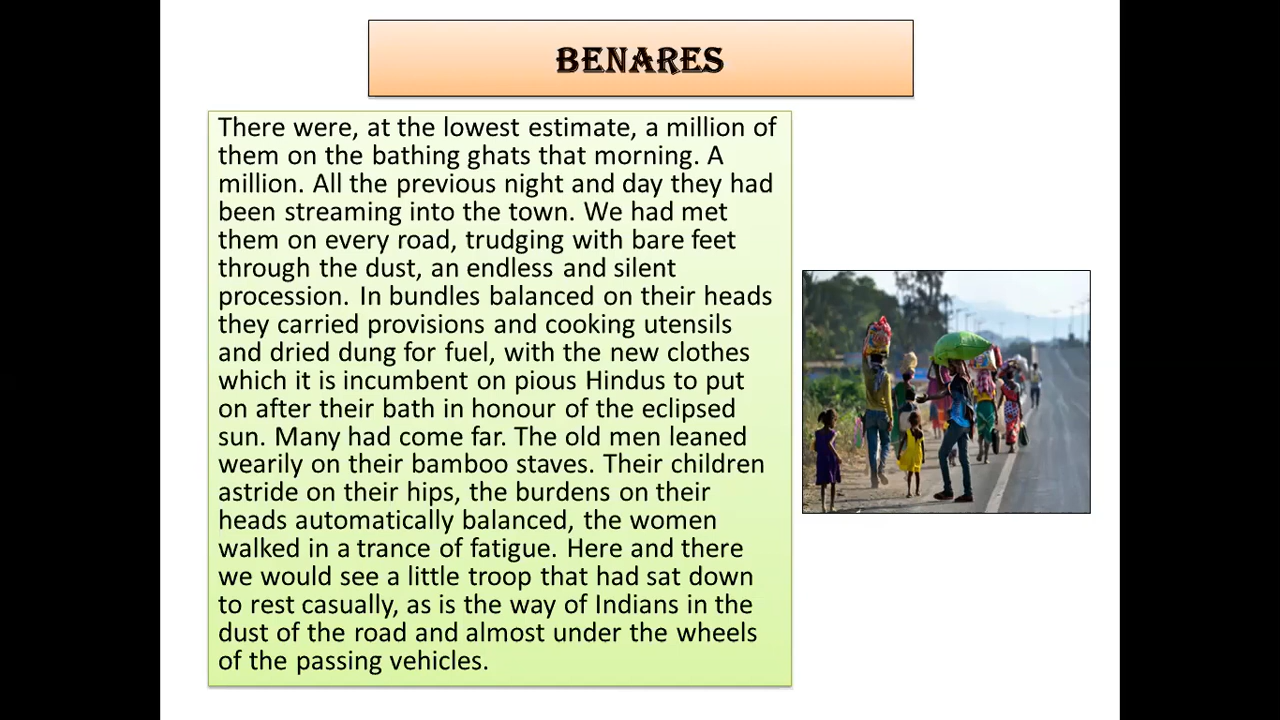 BENARES
There were, at the lowest estimate, a million of
them on the bathing ghats that morning. A
million. All the previous night and day they had
been streaming into the town. We had met
them on every road, trudging with bare feet
through the dust, an endless and silent
procession. In bundles balanced on their heads
they carried provisions and cooking utensils
and dried dung for fuel, with the new clothes
which it is incumbent on pious Hindus to put
on after their bath in honour of the eclipsed
sun. Many had come far. The old men leaned
wearily on their bamboo staves. Their children
astride on their hips, the burdens on their
heads automatically balanced, the women
walked in a trance of fatigue. Here and there
we would see a little troop that had sat down
to rest casually, as is the way of Indians in the
dust of the road and almost under the wheels
of the passing vehicles.